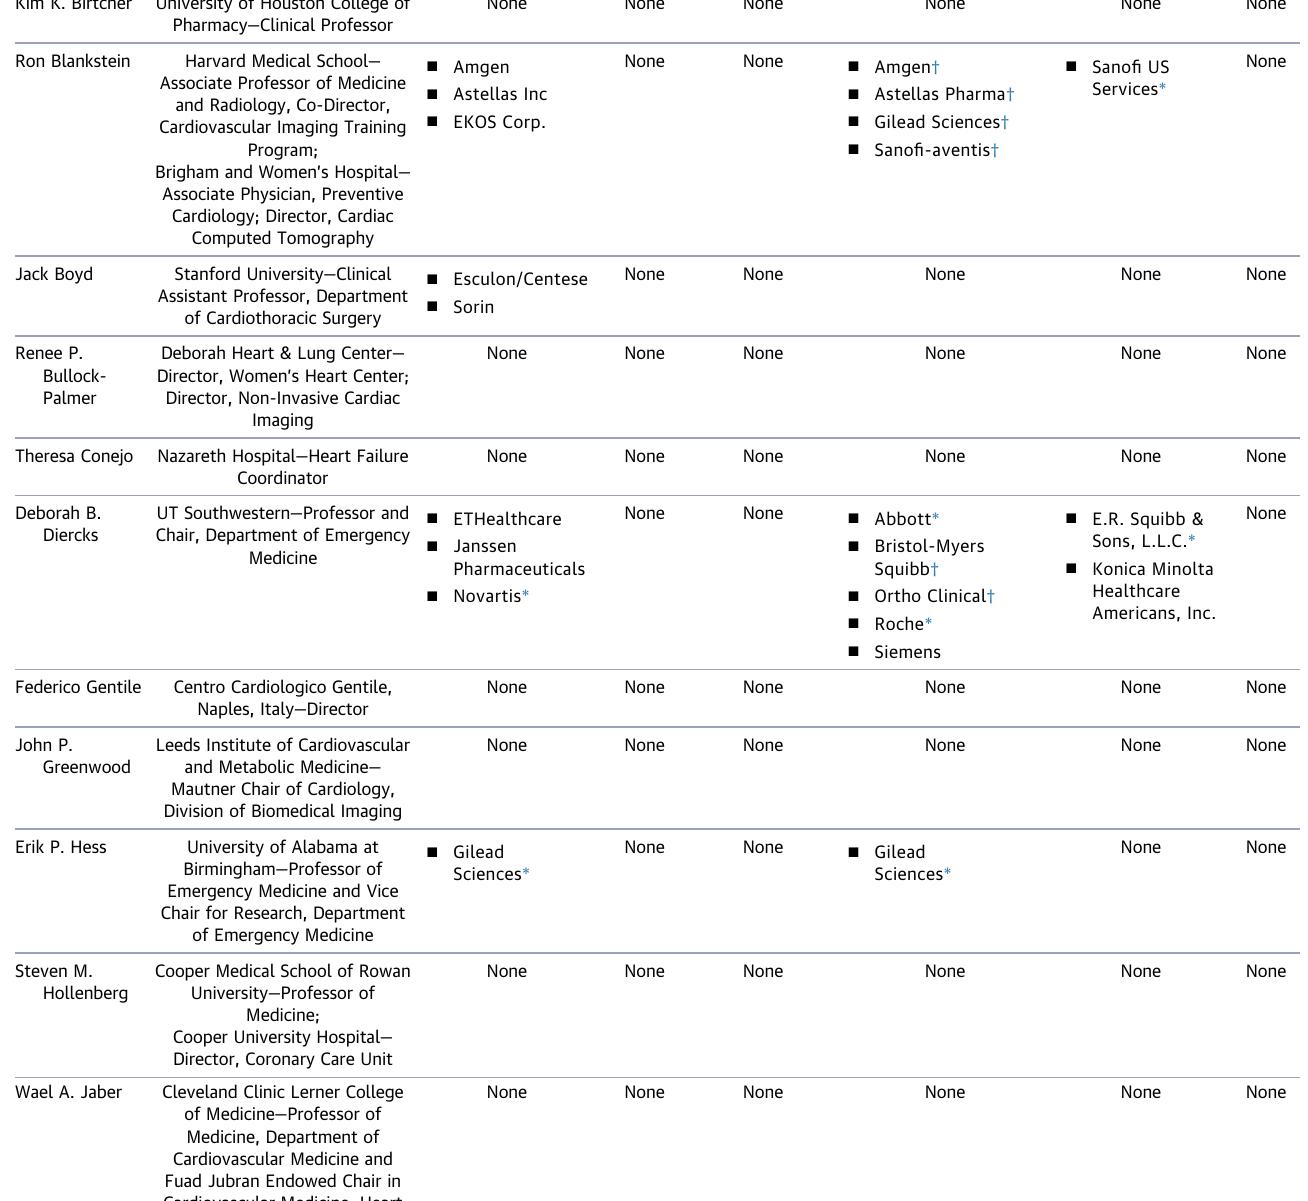 Kim K. Birtcher University of Houston College of None None None None None None
Pharmacy—Clinical Professor
Ron Blankstein Harvard Medical School— ■ Amgen None None ■ Amgen† ■ Sanofi US None
Associate Professor of Medicine ■ Astellas Inc ■ Astellas Pharma† Services*
and Radiology, Co-Director, ■ EKOS Corp. ■ Gilead Sciences†
Cardiovascular Imaging Training ■ Sanofi-aventis†
Program;
Brigham and Women's Hospital—
Associate Physician, Preventive
Cardiology; Director, Cardiac
Computed Tomography
Jack Boyd Stanford University—Clinical ■ Esculon/Centese None None None None None
Assistant Professor, Department ■ Sorin
of Cardiothoracic Surgery
Renee P. Deborah Heart & Lung Center— None None None None None None
Bullock- Director, Women's Heart Center;
Palmer Director, Non-Invasive Cardiac
Imaging
Theresa Conejo Nazareth Hospital—Heart Failure None None None None None None
Coordinator
Deborah B. UT Southwestern—Professor and ■ ETHealthcare None None ■ Abbott* ■ E.R. Squibb & None
Diercks Chair, Department of Emergency ■ Janssen ■ Bristol-Myers Sons, L.L.C.*
Medicine Pharmaceuticals Squibb† ■ Konica Minolta
■ Novartis* ■ Ortho Clinical† Healthcare
■ Roche* Americans, Inc.
■ Siemens
Federico Gentile Centro Cardiologico Gentile, None None None None None None
Naples, Italy—Director
John P. Leeds Institute of Cardiovascular None None None None None None
Greenwood and Metabolic Medicine—
Mautner Chair of Cardiology,
Division of Biomedical Imaging
Erik P. Hess University of Alabama at ■ Gilead None None ■ Gilead None None
Birmingham—Professor of Sciences* Sciences*
Emergency Medicine and Vice
Chair for Research, Department
of Emergency Medicine
Steven M. Cooper Medical School of Rowan None None None None None None
Hollenberg University—Professor of
Medicine;
Cooper University Hospital—
Director, Coronary Care Unit
Wael A. Jaber Cleveland Clinic Lerner College None None None None None None
of Medicine—Professor of
Medicine, Department of
Cardiovascular Medicine and
Fuad Jubran Endowed Chair in
Cardiovascular Medicine, Heart